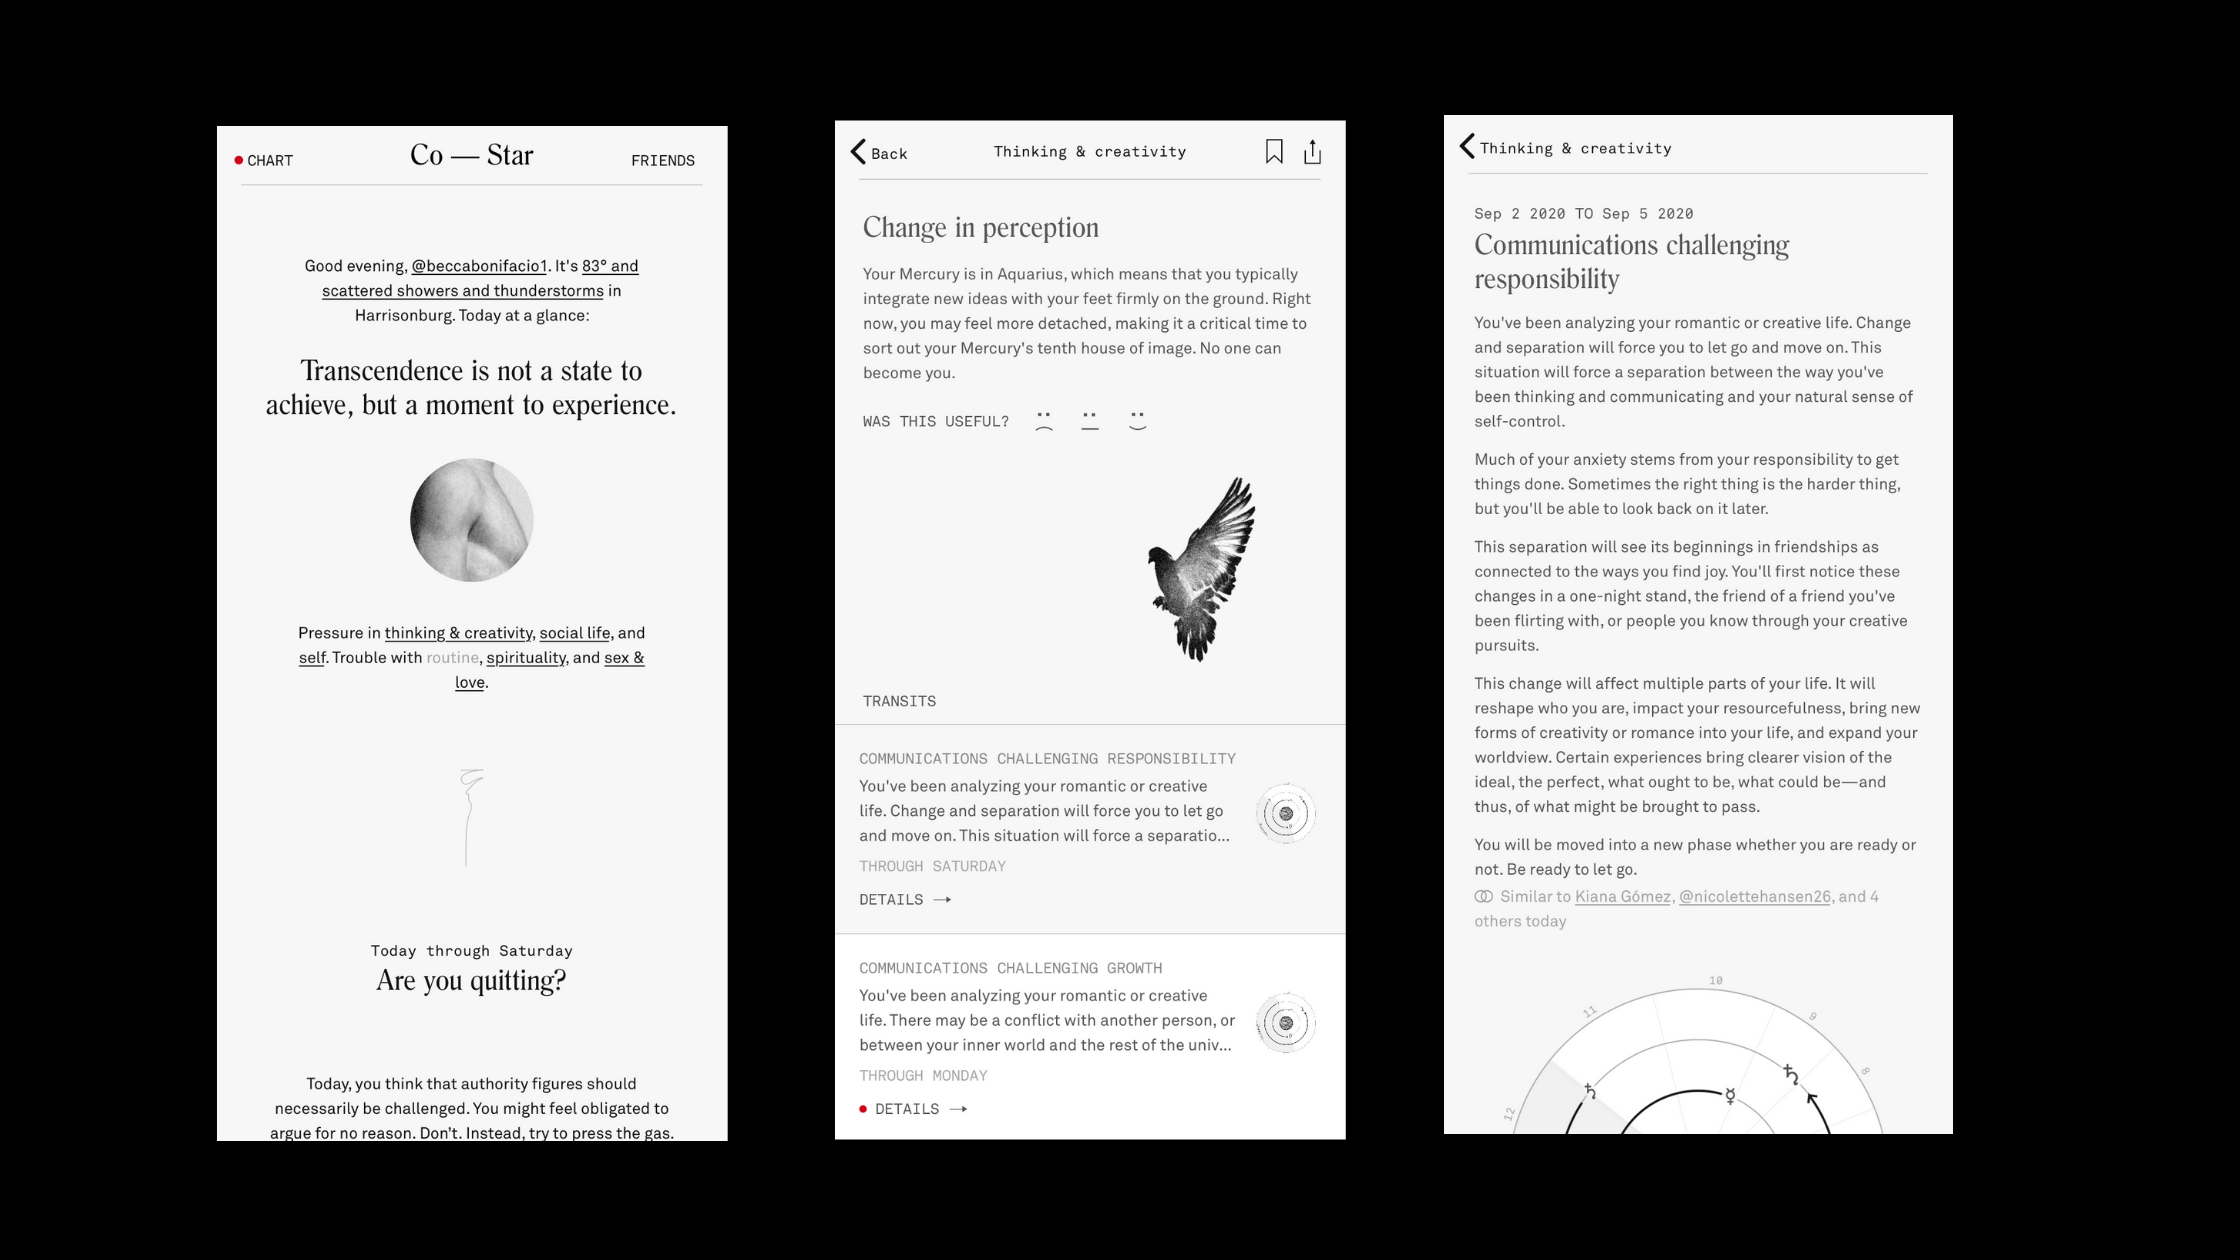 CHART
Co — Star
FRIENDS
Good evening, @beccabonifacio1. It's 83° and
scattered showers and thunderstorms in
Harrisonburg. Today at a glance:
Transcendence is not a state to
achieve, but a moment to experience.
Pressure in thinking & creativity, social life, and
self. Trouble with routine, spirituality, and sex &
love.
Today through Saturday
Are you quitting?
Today, you think that authority figures should
necessarily be challenged. You might feel obligated to
argue for no reason. Don't. Instead, try to press the gas.
Back
Thinking & creativity
Change in perception
Your Mercury is in Aquarius, which means that you typically
integrate new ideas with your feet firmly on the ground. Right
now, you may feel more detached, making it a critical time to
sort out your Mercury's tenth house of image. No one can
become you.
WAS THIS USEFUL?
TRANSITS
COMMUNICATIONS CHALLENGING RESPONSIBILITY
You've been analyzing your romantic or creative
life. Change and separation will force you to let go
and move on. This situation will force a separatio...
THROUGH SATURDAY
DETAILS →
COMMUNICATIONS CHALLENGING GROWTH
You've been analyzing your romantic or creative
life. There may be a conflict with another person, or
between your inner world and the rest of the univ...
THROUGH MONDAY
DETAILS →
Thinking & creativity
Sep 2 2020 TO Sep 5 2020
Communications challenging
responsibility
You've been analyzing your romantic or creative life. Change
and separation will force you to let go and move on. This
situation will force a separation between the way you've
been thinking and communicating and your natural sense of
self-control.
Much of your anxiety stems from your responsibility to get
things done. Sometimes the right thing is the harder thing,
but you'll be able to look back on it later.
This separation will see its beginnings in friendships as
connected to the ways you find joy. You'll first notice these
changes in a one-night stand, the friend of a friend you've
been flirting with, or people you know through your creative
pursuits.
This change will affect multiple parts of your life. It will
reshape who you are, impact your resourcefulness, bring new
forms of creativity or romance into your life, and expand your
worldview. Certain experiences bring clearer vision of the
ideal, the perfect, what ought to be, what could be—and
thus, of what might be brought to pass.
You will be moved into a new phase whether you are ready or
not. Be ready to let go.
Similar to Kiana Gómez, @nicolettehansen26, and 4
others today
10
11
9
8
12
♄
♄
☿